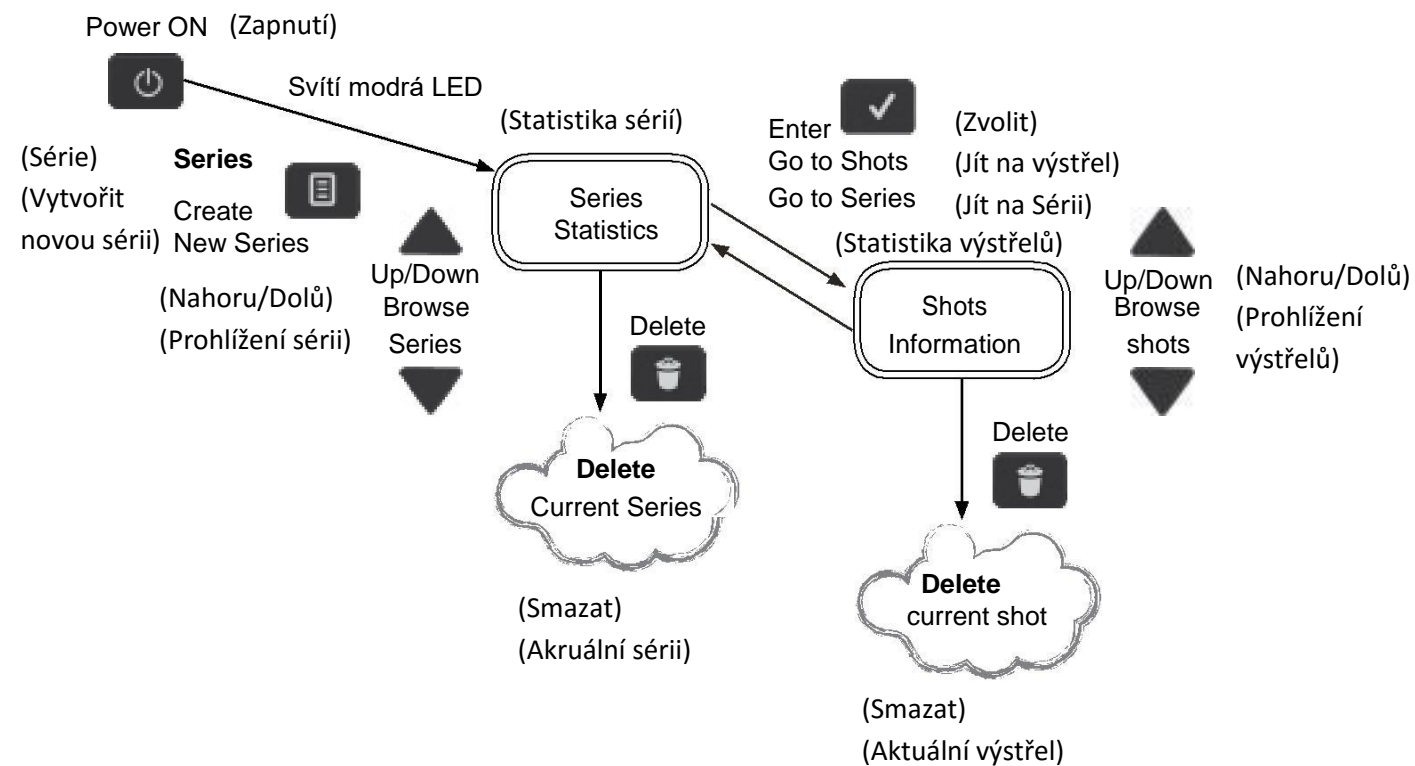 Power ON (Zapnutí)
Svítí modrá LED
(Série)
(Vytvořit
novou sérii)
Series
Create
New Series
(Nahoru/Dolů)
(Prohlížení sérii)
Up/Down
Browse
Series
(Statistika sérií)
Series
Statistics
Enter
Go to Shots
Go to Series
(Zvolit)
(Jít na výstřel)
(Jít na Sérii)
(Statistika výstřelů)
Shots
Information
Up/Down
Browse
shots
(Nahoru/Dolů)
(Prohlížení
výstřelů)
Delete
Delete
Current Series
(Smazat)
(Akruální sérii)
Delete
Delete
current shot
(Smazat)
(Aktuální výstřel)